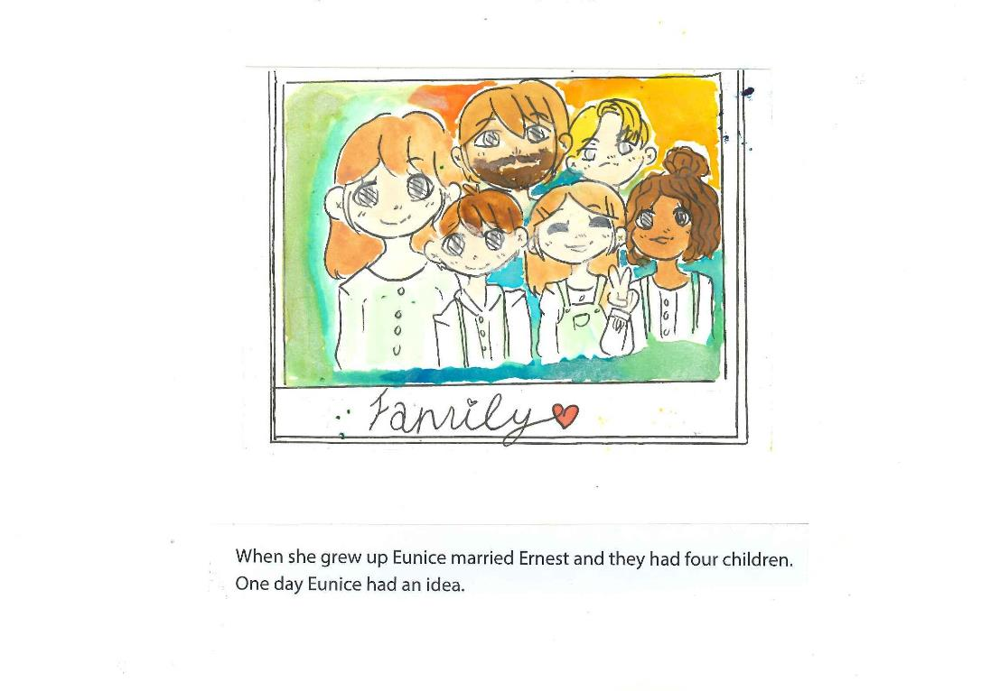 Family
When she grew up Eunice married Ernest and they had four children.
One day Eunice had an idea.